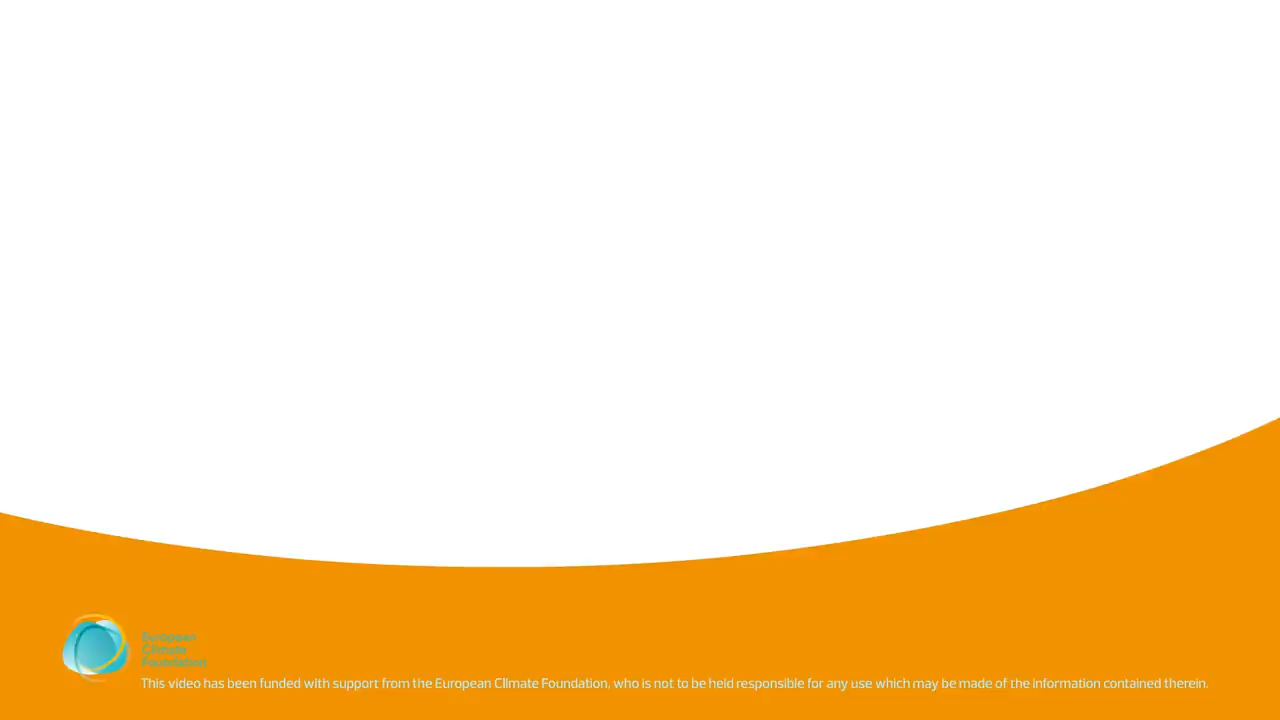 European
Climate
Foundation
This video has been funded with support from the European Climate Foundation, who is not to be held responsible for any use which may be made of the information contained therein.